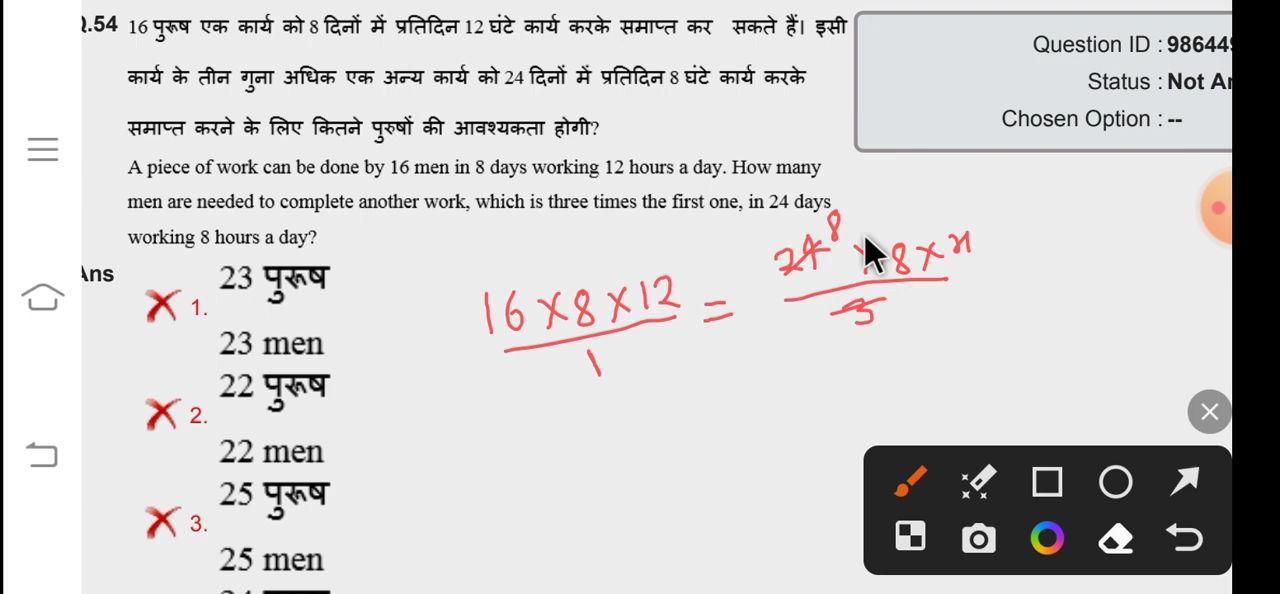 .54 16 पुरूष एक कार्य को 8 दिनों में प्रतिदिन 12 घंटे कार्य करके समाप्त कर सकते हैं। इसी
कार्य के तीन गुना अधिक एक अन्य कार्य को 24 दिनों में प्रतिदिन 8 घंटे कार्य करके
समाप्त करने के लिए कितने पुरुषों की आवश्यकता होगी?
A piece of work can be done by 16 men in 8 days working 12 hours a day. How many
men are needed to complete another work, which is three times the first one, in 24 days
working 8 hours a day?
Question ID : 98644
Status : Not A
Chosen Option : --
Ans
1. 23 पुरूष
23 men
2. 22 पुरूष
22 men
3. 25 पुरूष
25 men
8
16 × 8 × 12 = 24 × 8 × x
1 3